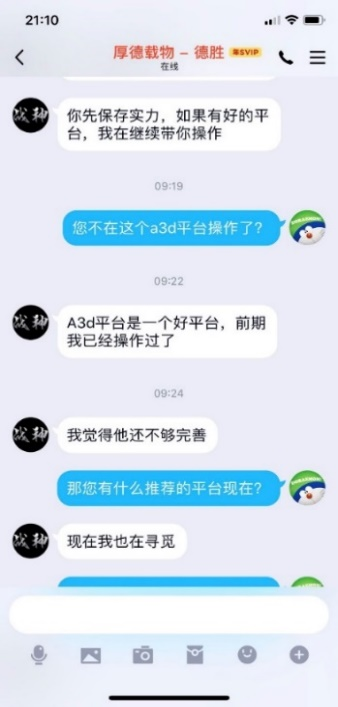 21:10
厚德载物 – 德胜
SVIP
在线
你先保存实力，如果有好的平
台，我在继续带你操作
09:19
您不在这个a3d平台操作了？
09:22
A3d平台是一个好平台，前期
我已经操作过了
09:24
我觉得他还不够完善
那您有什么推荐的平台现在？
现在我也在寻觅